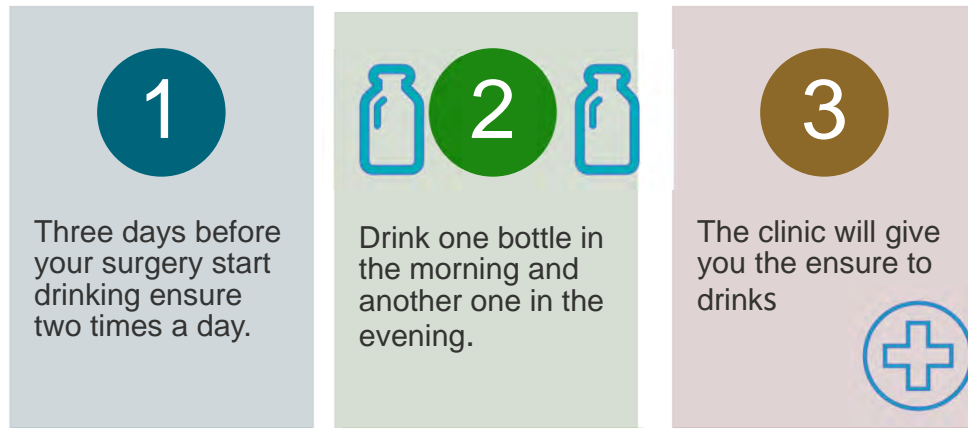 1
Three days before
your surgery start
drinking ensure
two times a day.
2
Drink one bottle in
the morning and
another one in the
evening.
3
The clinic will give
you the ensure to
drinks